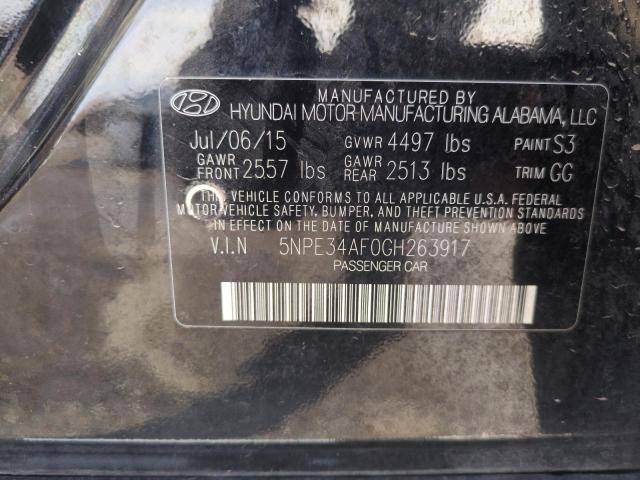 MANUFACTURED BY
HYUNDAI MOTOR MANUFACTURING ALABAMA, LLC
Jul/06/15 GVWR 4497 lbs PAINT S3
GAWR FRONT 2557 lbs GAWR REAR 2513 lbs TRIM GG
THIS VEHICLE CONFORMS TO ALL APPLICABLE U.S.A. FEDERAL
MOTOR VEHICLE SAFETY, BUMPER, AND THEFT PREVENTION STANDARDS
IN EFFECT ON THE DATE OF MANUFACTURE SHOWN ABOVE
V.I.N 5NPE34AF0GH263917
PASSENGER CAR